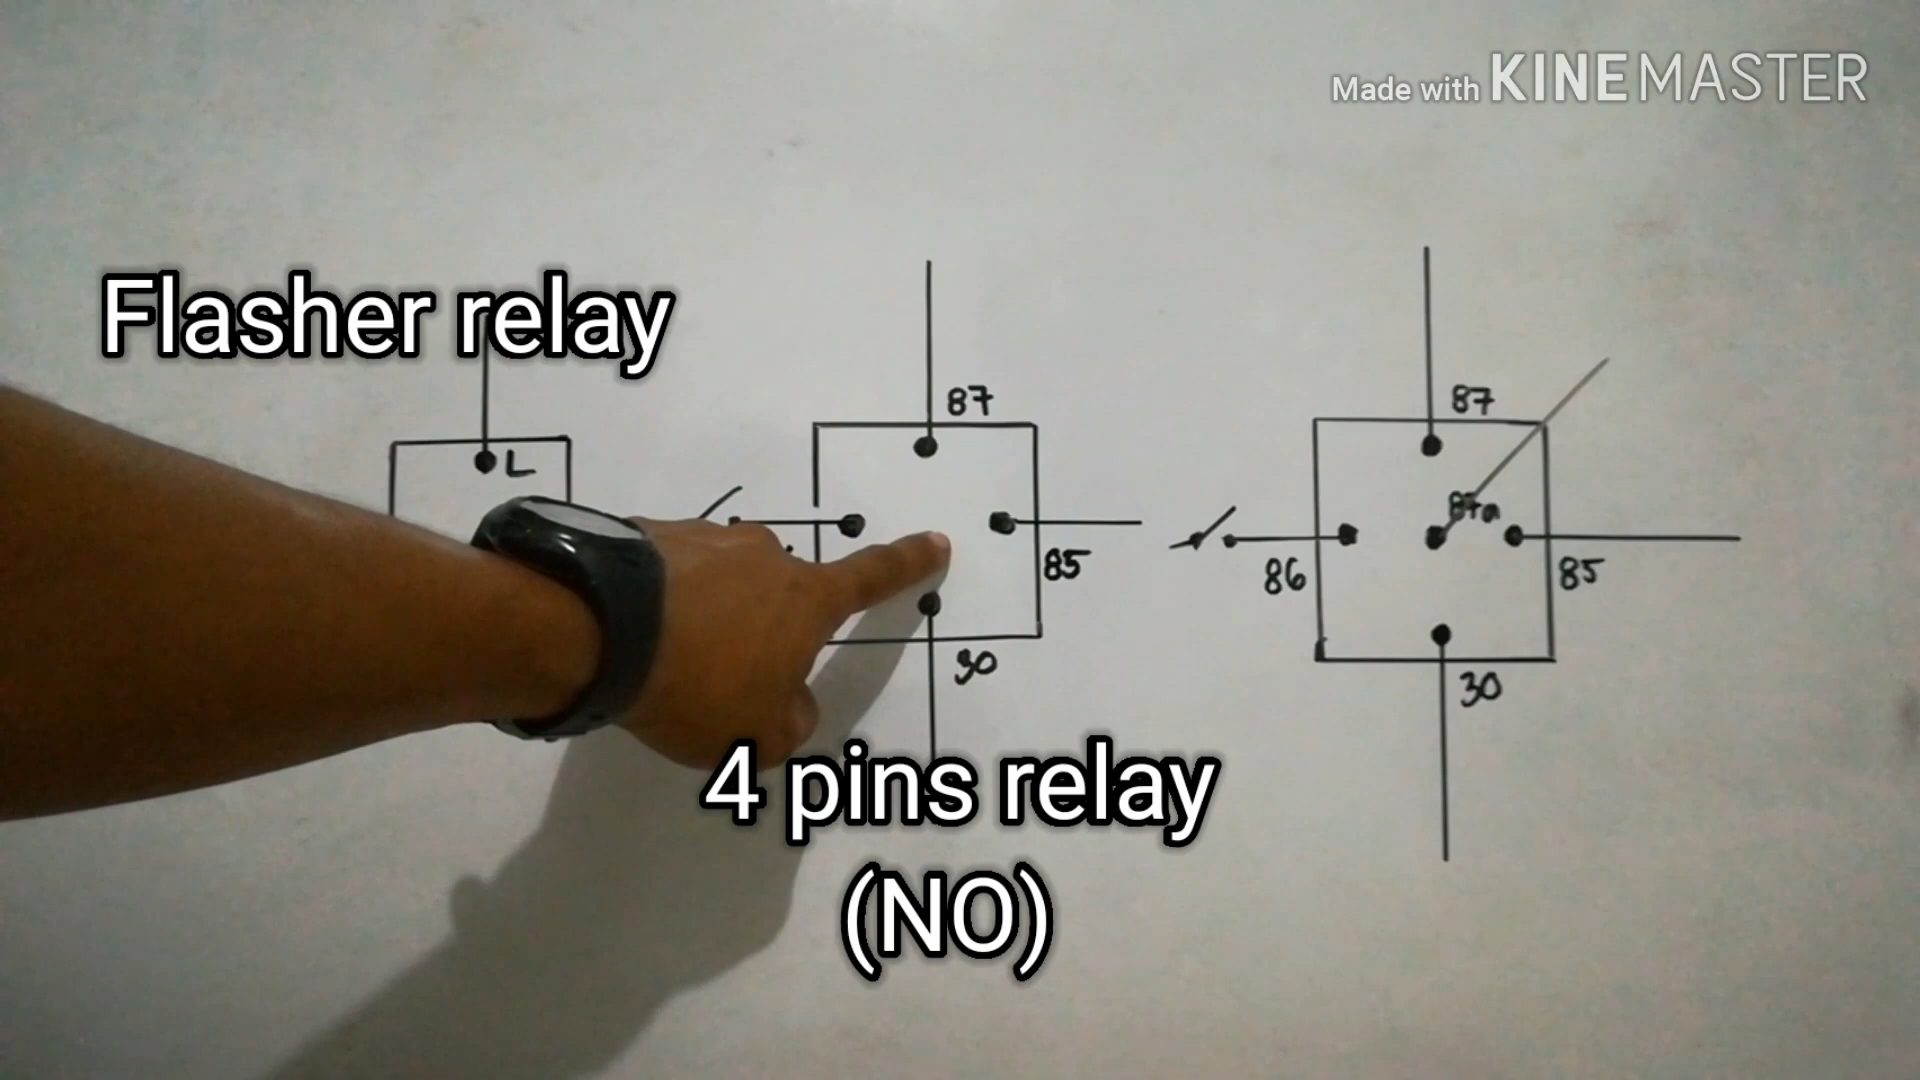 Made with KINEMASTER
Flasher relay
L
87
85
30
87
87a
86
85
30
4 pins relay
(NO)